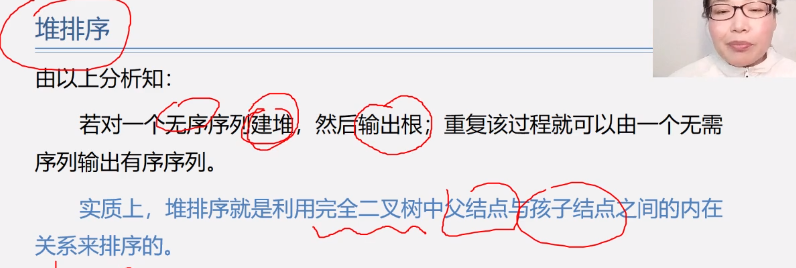 堆排序
由以上分析知：
若对一个无序序列建堆，然后输出根；重复该过程就可以由一个无需
序列输出有序序列。
实质上，堆排序就是利用完全二叉树中父结点与孩子结点之间的内在
关系来排序的。